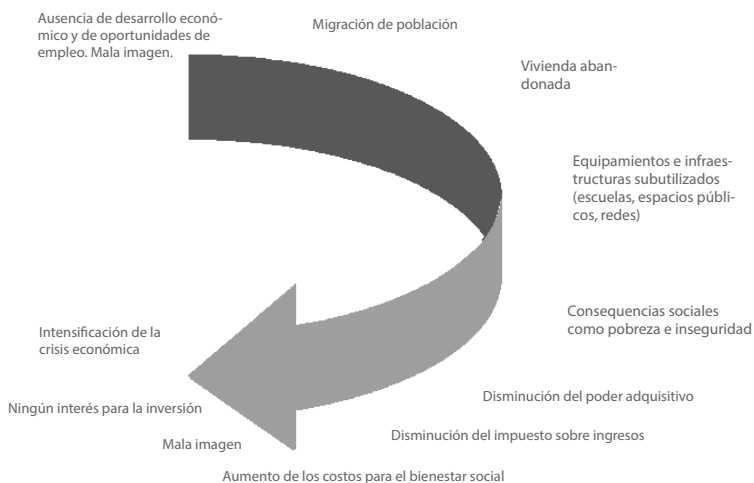 Ausencia de desarrollo econó-
mico y de oportunidades de
empleo. Mala imagen.
Migración de población
Vivienda aban-
donada
Equipamientos e infraes-
tructuras subutilizados
(escuelas, espacios públi-
cos, redes)
Consequencias sociales
como pobreza e inseguridad
Disminución del poder adquisitivo
Disminución del impuesto sobre ingresos
Aumento de los costos para el bienestar social
Mala imagen
Ningún interés para la inversión
Intensificación de la
crisis económica